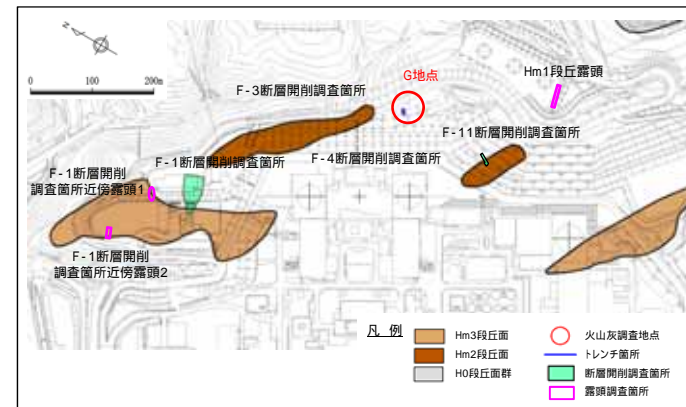 N
0 100 200m
G地点
Hm1段丘露頭
F-3断層開削調査箇所
F-11断層開削調査箇所
F-1断層開削調査箇所
F-4断層開削調査箇所
F-1断層開削
調査箇所近傍露頭1
F-1断層開削
調査箇所近傍露頭2
凡 例
Hm3段丘面
Hm2段丘面
H0段丘面群
火山灰調査地点
トレンチ箇所
断層開削調査箇所
露頭調査箇所